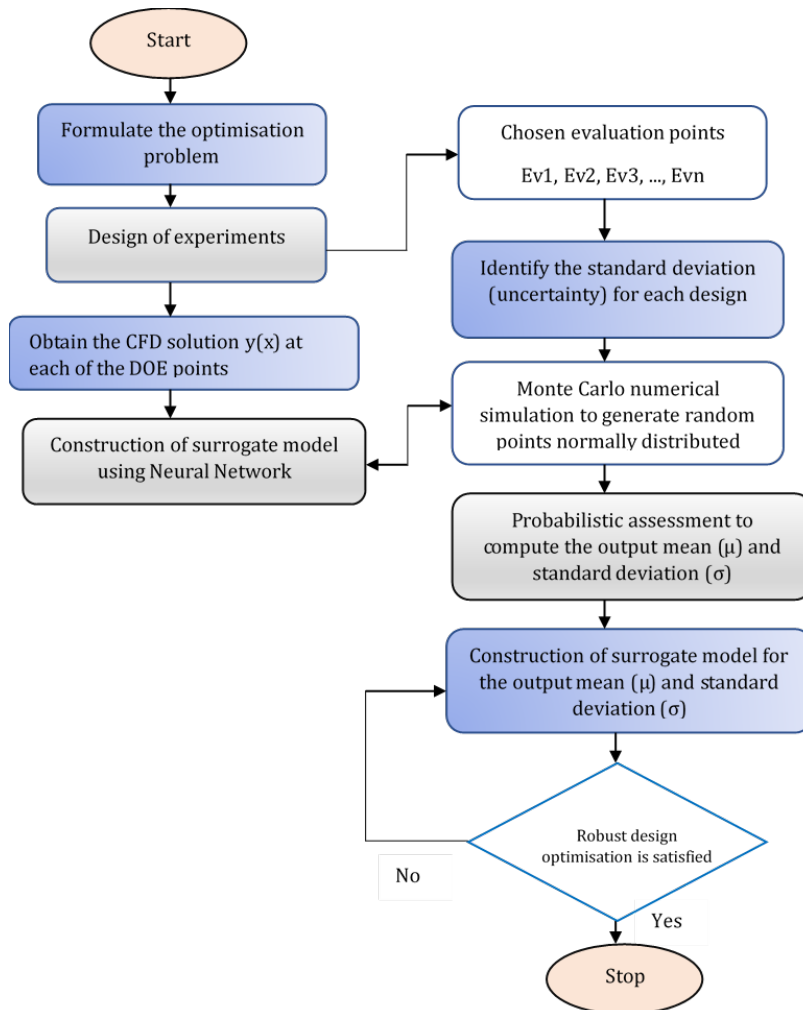 Start
Formulate the optimisation
problem
Design of experiments
Obtain the CFD solution y(x) at
each of the DOE points
Construction of surrogate model
using Neural Network
Chosen evaluation points
Ev1, Ev2, Ev3, ..., Evn
Identify the standard deviation
(uncertainty) for each design
Monte Carlo numerical
simulation to generate random
points normally distributed
Probabilistic assessment to
compute the output mean (μ) and
standard deviation (σ)
Construction of surrogate model for
the output mean (μ) and standard
deviation (σ)
Robust design
optimisation is satisfied
No
Yes
Stop